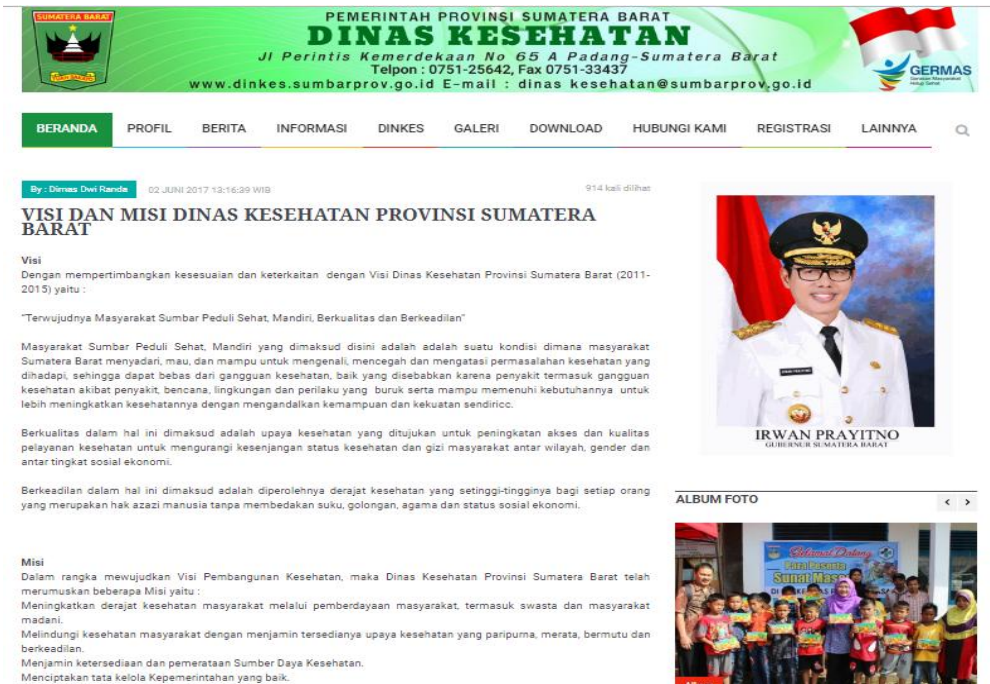 SUMATERA BARAT
PEMERINTAH PROVINSI SUMATERA BARAT
DINAS KESEHATAN
Jl Perintis Kemerdekaan No 65 A Padang-Sumatera Barat
Telpon : 0751-25642, Fax 0751-33437
www.dinkes.sumbarprov.go.id E-mail : dinas kesehatan@sumbarprov.go.id
GERMAS
BERANDA PROFIL BERITA INFORMASI DINKES GALERI DOWNLOAD HUBUNGI KAMI REGISTRASI LAINNYA
By : Dimas Dwi Randa 02 JUNI 2017 13:16:39 WIB 914 kali dilihat
VISI DAN MISI DINAS KESEHATAN PROVINSI SUMATERA
BARAT
Visi
Dengan mempertimbangkan kesesuaian dan keterkaitan dengan Visi Dinas Kesehatan Provinsi Sumatera Barat (2011-
2015) yaitu :
"Terwujudnya Masyarakat Sumbar Peduli Sehat, Mandiri, Berkualitas dan Berkeadilan"
Masyarakat Sumbar Peduli Sehat, Mandiri yang dimaksud disini adalah adalah suatu kondisi dimana masyarakat
Sumatera Barat menyadari, mau, dan mampu untuk mengenali, mencegah dan mengatasi permasalahan kesehatan yang
dihadapi, sehingga dapat bebas dari gangguan kesehatan, baik yang disebabkan karena penyakit termasuk gangguan
kesehatan akibat penyakit, bencana, lingkungan dan perilaku yang buruk serta mampu memenuhi kebutuhannya untuk
lebih meningkatkan kesehatannya dengan mengandalkan kemampuan dan kekuatan sendiricc.
Berkualitas dalam hal ini dimaksud adalah upaya kesehatan yang ditujukan untuk peningkatan akses dan kualitas
pelayanan kesehatan untuk mengurangi kesenjangan status kesehatan dan gizi masyarakat antar wilayah, gender dan
antar tingkat sosial ekonomi.
Berkeadilan dalam hal ini dimaksud adalah diperolehnya derajat kesehatan yang setinggi-tingginya bagi setiap orang
yang merupakan hak azazi manusia tanpa membedakan suku, golongan, agama dan status sosial ekonomi.
Misi
Dalam rangka mewujudkan Visi Pembangunan Kesehatan, maka Dinas Kesehatan Provinsi Sumatera Barat telah
merumuskan beberapa Misi yaitu :
Meningkatkan derajat kesehatan masyarakat melalui pemberdayaan masyarakat, termasuk swasta dan masyarakat
madani.
Melindungi kesehatan masyarakat dengan menjamin tersedianya upaya kesehatan yang paripurna, merata, bermutu dan
berkeadilan.
Menjamin ketersediaan dan pemerataan Sumber Daya Kesehatan.
Menciptakan tata kelola Kepemerintahan yang baik.
IRWAN PRAYITNO
GUBERNUR SUMATERA BARAT
ALBUM FOTO
Selamat Datang
Para Peserta
Sunat Massal